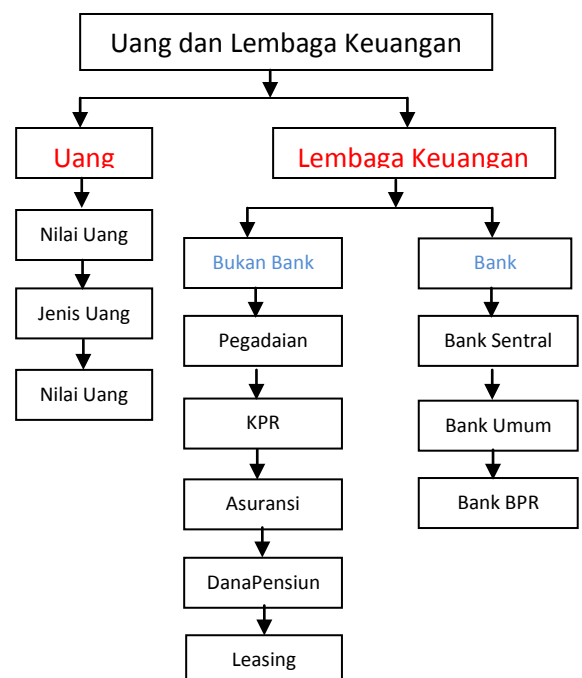 Uang dan Lembaga Keuangan
Uang
Lembaga Keuangan
Nilai Uang
Jenis Uang
Nilai Uang
Bukan Bank
Pegadaian
KPR
Asuransi
DanaPensiun
Leasing
Bank
Bank Sentral
Bank Umum
Bank BPR